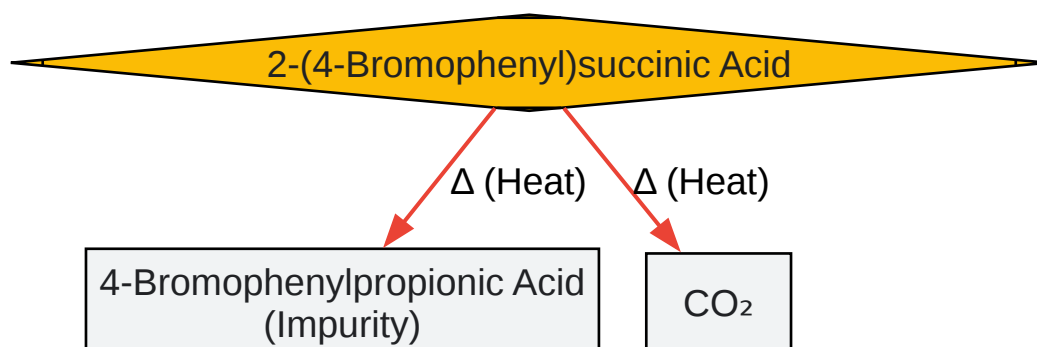 2-(4-Bromophenyl)succinic Acid
Δ (Heat) Δ (Heat)
4-Bromophenylpropionic Acid
(Impurity)
CO₂